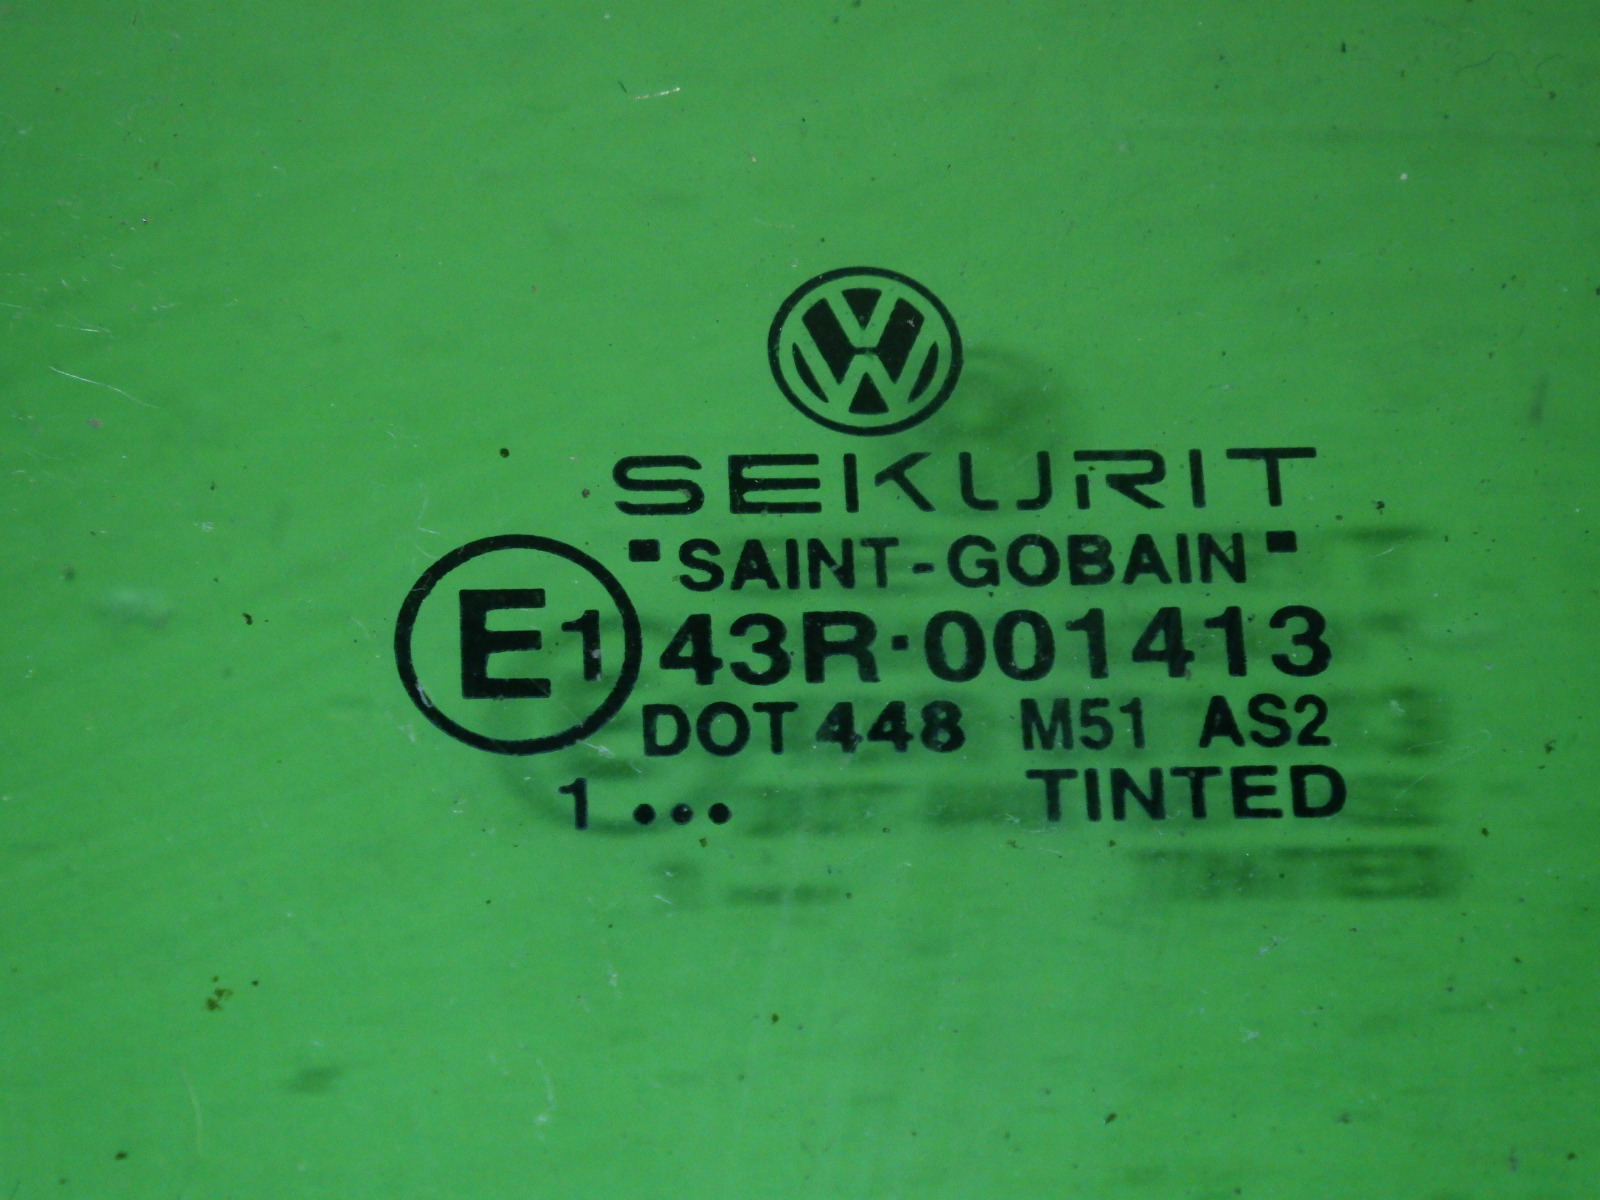 SEKURIT
"SAINT-GOBAIN"
E1 43R·001413
DOT 448 M51 AS2
1 ••• TINTED